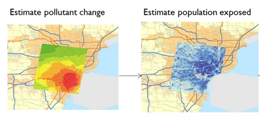 Estimate pollutant change
Estimate population exposed